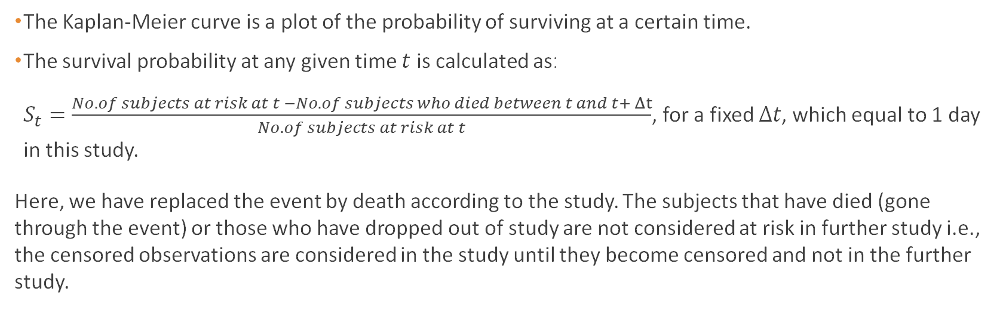 •The Kaplan-Meier curve is a plot of the probability of surviving at a certain time.
•The survival probability at any given time t is calculated as:
S_t = (No.of subjects at risk at t −No.of subjects who died between t and t+ Δt) / (No.of subjects at risk at t), for a fixed Δt, which equal to 1 day
in this study.
Here, we have replaced the event by death according to the study. The subjects that have died (gone
through the event) or those who have dropped out of study are not considered at risk in further study i.e.,
the censored observations are considered in the study until they become censored and not in the further
study.